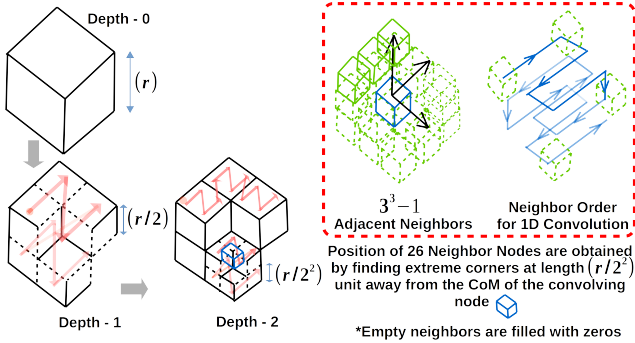 Depth - 0
(r)
(r/2)
Depth - 1
(r/2²)
Depth - 2
3³−1
Adjacent Neighbors
Neighbor Order
for 1D Convolution
Position of 26 Neighbor Nodes are obtained
by finding extreme corners at length (r/2²)
unit away from the CoM of the convolving
node
*Empty neighbors are filled with zeros